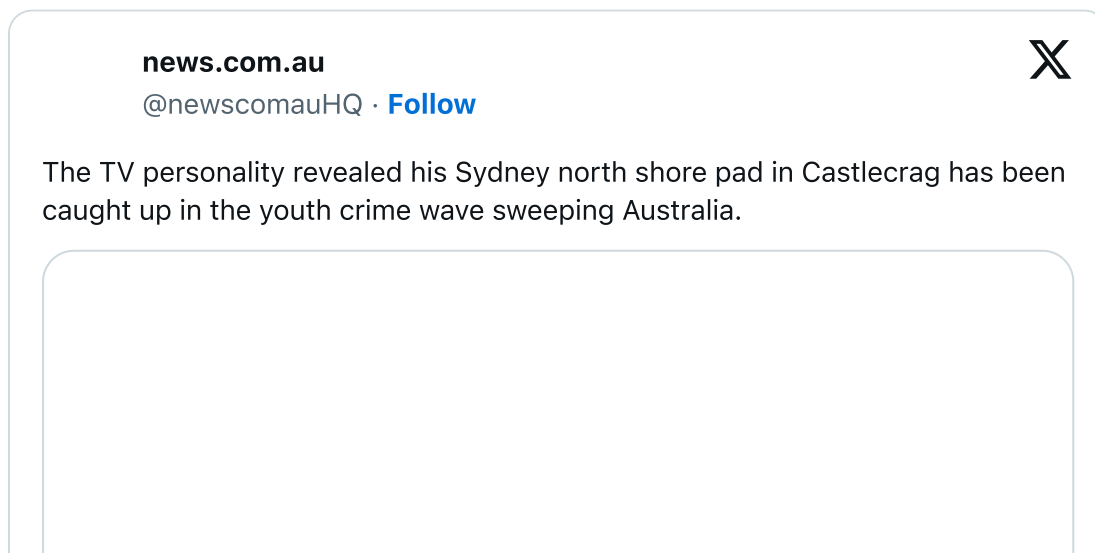 news.com.au
@newscomauHQ · Follow
The TV personality revealed his Sydney north shore pad in Castlecrag has been
caught up in the youth crime wave sweeping Australia.